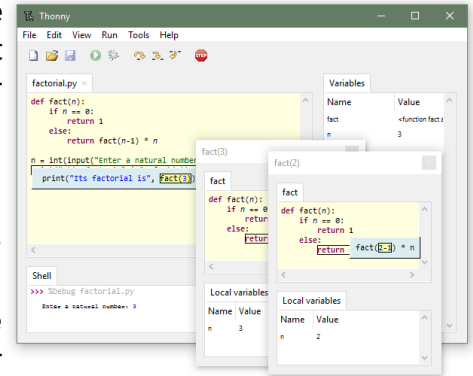 Thonny
File Edit View Run Tools Help
STOP
factorial.py ×
def fact(n):
if n == 0:
return 1
else:
return fact(n-1) * n
n = int(input("Enter a natural number
print("Its factorial is", fact(3))
Shell
>>> %Debug factorial.py
Enter a natural number: 3
Variables
Name Value
fact <function fact a
n 3
fact(3)
fact
def fact(n):
if n == 0
return
else:
return
Local variables
Name Value
n 3
fact(2)
fact
def fact(n):
if n == 0:
return 1
else:
return fact(2-1) * n
Local variables
Name Value
n 2